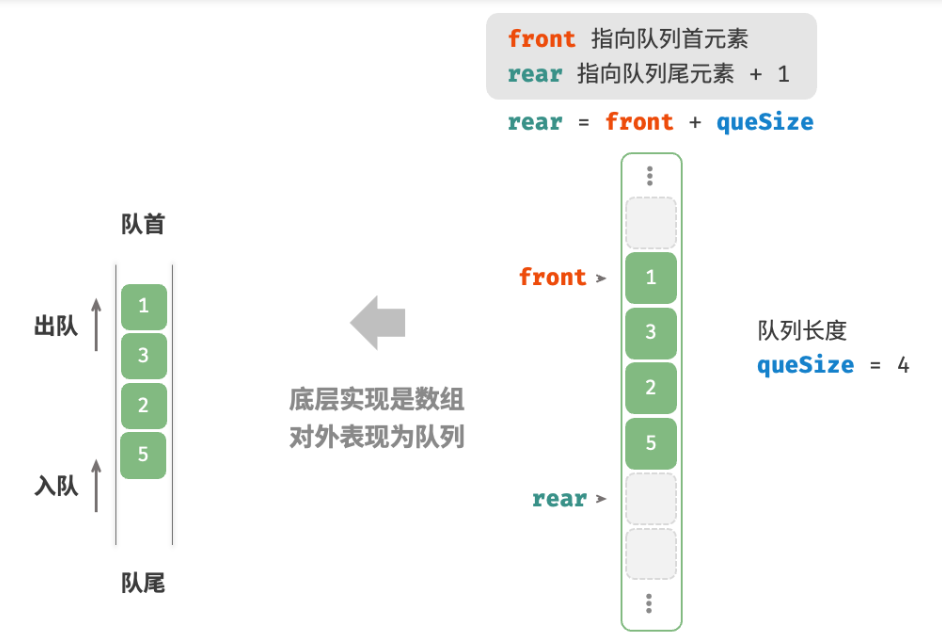 front 指向队列首元素
rear 指向队列尾元素 + 1
rear = front + queSize
队首
出队
1
3
2
5
入队
队尾
底层实现是数组
对外表现为队列
front
1
3
2
5
rear
队列长度
queSize = 4